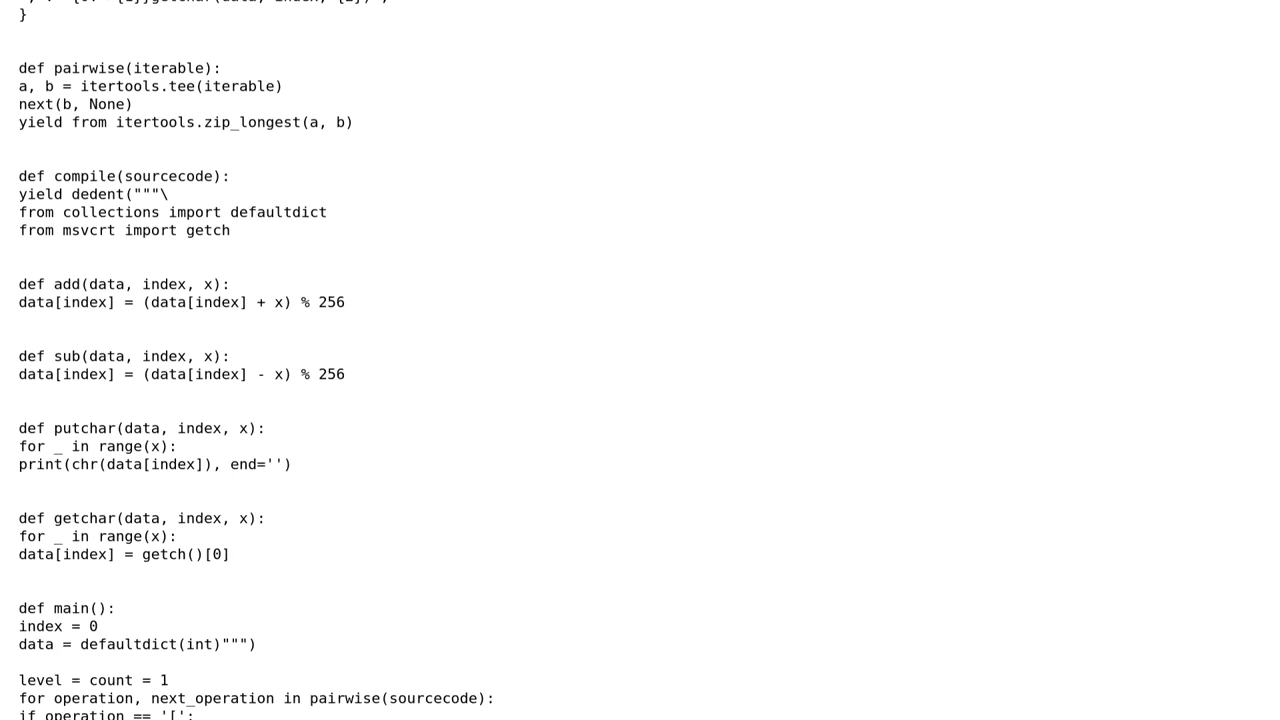 }
def pairwise(iterable):
a, b = itertools.tee(iterable)
next(b, None)
yield from itertools.zip_longest(a, b)
def compile(sourcecode):
yield dedent("""\
from collections import defaultdict
from msvcrt import getch
def add(data, index, x):
data[index] = (data[index] + x) % 256
def sub(data, index, x):
data[index] = (data[index] - x) % 256
def putchar(data, index, x):
for _ in range(x):
print(chr(data[index]), end='')
def getchar(data, index, x):
for _ in range(x):
data[index] = getch()[0]
def main():
index = 0
data = defaultdict(int)""")
level = count = 1
for operation, next_operation in pairwise(sourcecode):
if operation == '[':